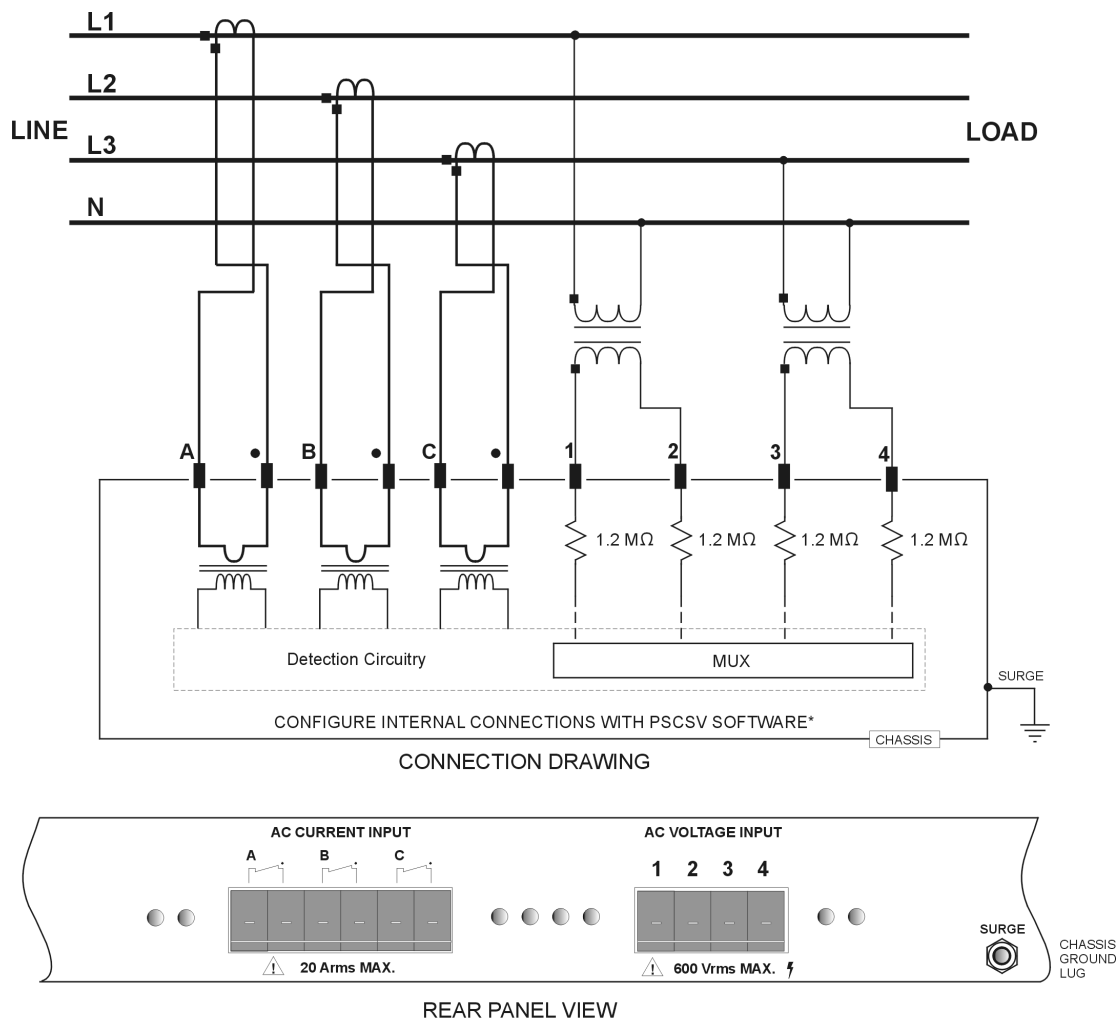 L1
L2
LINE
LOAD
L3
N
A
B
C
1
2
3
4
1.2 MΩ
1.2 MΩ
1.2 MΩ
1.2 MΩ
Detection Circuitry
MUX
SURGE
CONFIGURE INTERNAL CONNECTIONS WITH PSCSV SOFTWARE*
CHASSIS
CONNECTION DRAWING
AC CURRENT INPUT
AC VOLTAGE INPUT
A
B
C
1
2
3
4
SURGE
CHASSIS
GROUND
LUG
20 Arms MAX.
600 Vrms MAX.
REAR PANEL VIEW